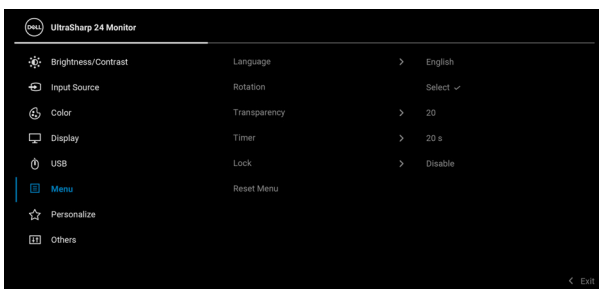 DELL UltraSharp 24 Monitor
Brightness/Contrast Language > English
Input Source Rotation Select ✓
Color Transparency > 20
Display Timer > 20 s
USB Lock > Disable
Menu Reset Menu
Personalize
Others
< Exit